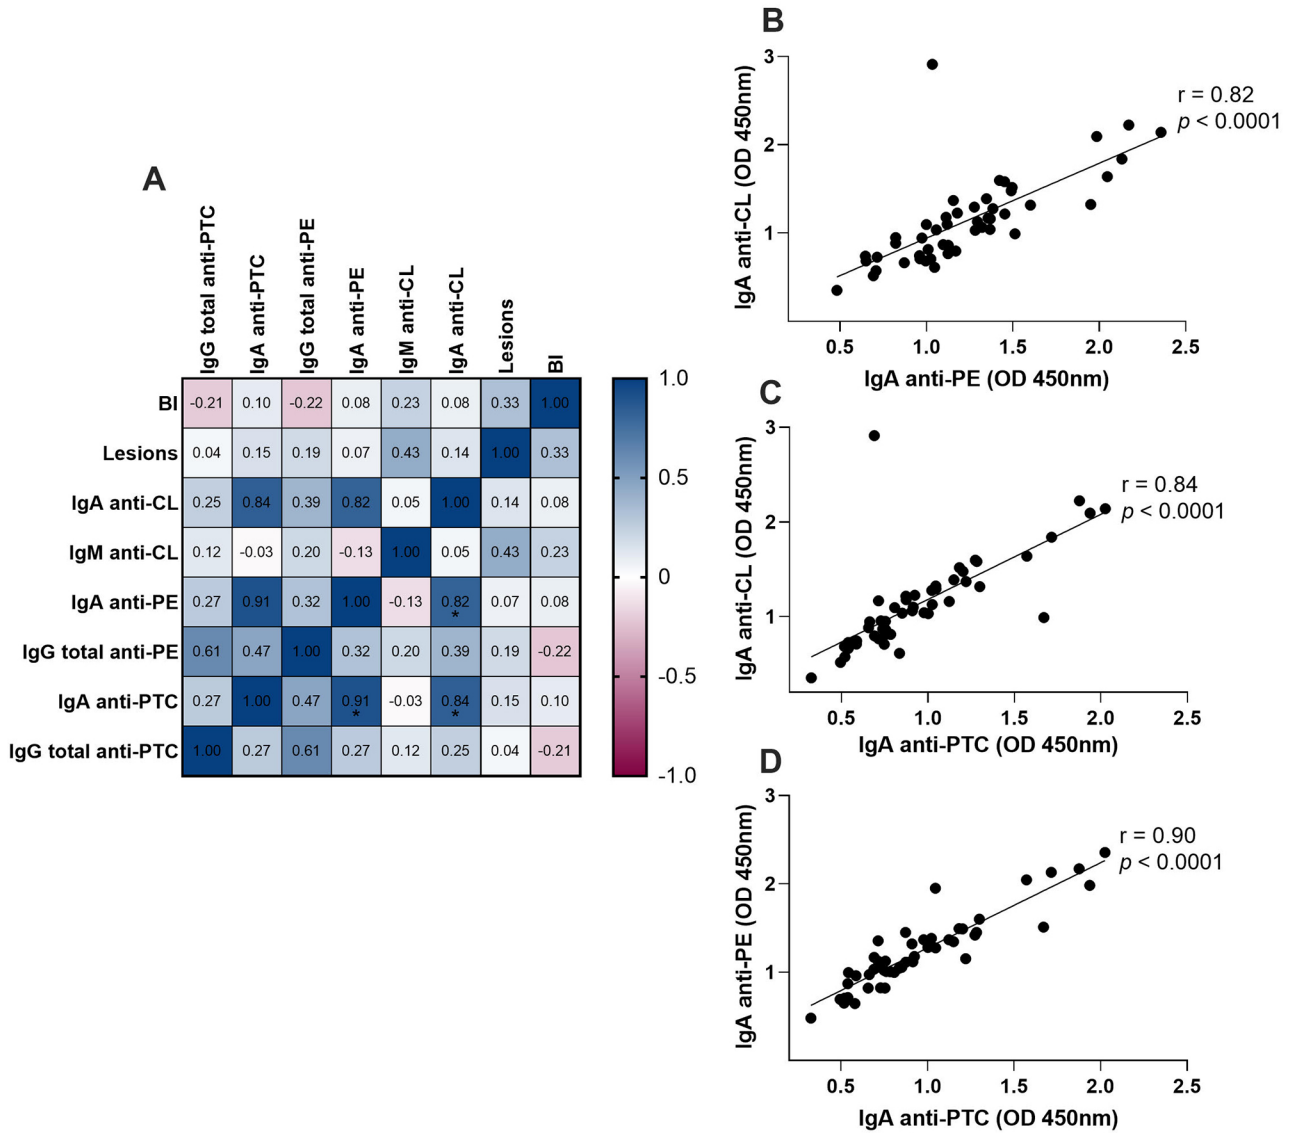 A
IgG total anti-PTC
IgA anti-PTC
IgG total anti-PE
IgA anti-PE
IgM anti-CL
IgA anti-CL
Lesions
BI
BI -0.21 0.10 -0.22 0.08 0.23 0.08 0.33 1.00
Lesions 0.04 0.15 0.19 0.07 0.43 0.14 1.00 0.33
IgA anti-CL 0.25 0.84 0.39 0.82 0.05 1.00 0.14 0.08
IgM anti-CL 0.12 -0.03 0.20 -0.13 1.00 0.05 0.43 0.23
IgA anti-PE 0.27 0.91 0.32 1.00 -0.13 0.82 0.07 0.08
*
IgG total anti-PE 0.61 0.47 1.00 0.32 0.20 0.39 0.19 -0.22
IgA anti-PTC 0.27 1.00 0.47 0.91 -0.03 0.84 0.15 0.10
* *
IgG total anti-PTC 1.00 0.27 0.61 0.27 0.12 0.25 0.04 -0.21
1.0
0.5
0
-0.5
-1.0
B
IgA anti-CL (OD 450nm)
3
2
1
r = 0.82
p < 0.0001
0.5 1.0 1.5 2.0 2.5
IgA anti-PE (OD 450nm)
C
IgA anti-CL (OD 450nm)
3
2
1
r = 0.84
p < 0.0001
0.5 1.0 1.5 2.0 2.5
IgA anti-PTC (OD 450nm)
D
IgA anti-PE (OD 450nm)
3
2
1
r = 0.90
p < 0.0001
0.5 1.0 1.5 2.0 2.5
IgA anti-PTC (OD 450nm)